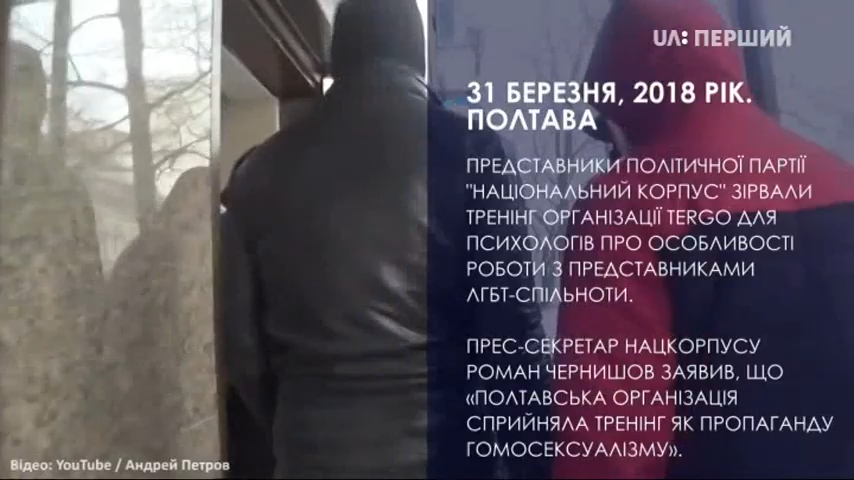 UA: ПЕРШИЙ
31 БЕРЕЗНЯ, 2018 РІК.
ПОЛТАВА
ПРЕДСТАВНИКИ ПОЛІТИЧНОЇ ПАРТІЇ
"НАЦІОНАЛЬНИЙ КОРПУС" ЗІРВАЛИ
ТРЕНІНГ ОРГАНІЗАЦІЇ TERGO ДЛЯ
ПСИХОЛОГІВ ПРО ОСОБЛИВОСТІ
РОБОТИ З ПРЕДСТАВНИКАМИ
ЛГБТ-СПІЛЬНОТИ.
ПРЕС-СЕКРЕТАР НАЦКОРПУСУ
РОМАН ЧЕРНИШОВ ЗАЯВИВ, ЩО
«ПОЛТАВСЬКА ОРГАНІЗАЦІЯ
СПРИЙНЯЛА ТРЕНІНГ ЯК ПРОПАГАНДУ
ГОМОСЕКСУАЛІЗМУ».
Відео: YouTube / Андрей Петров